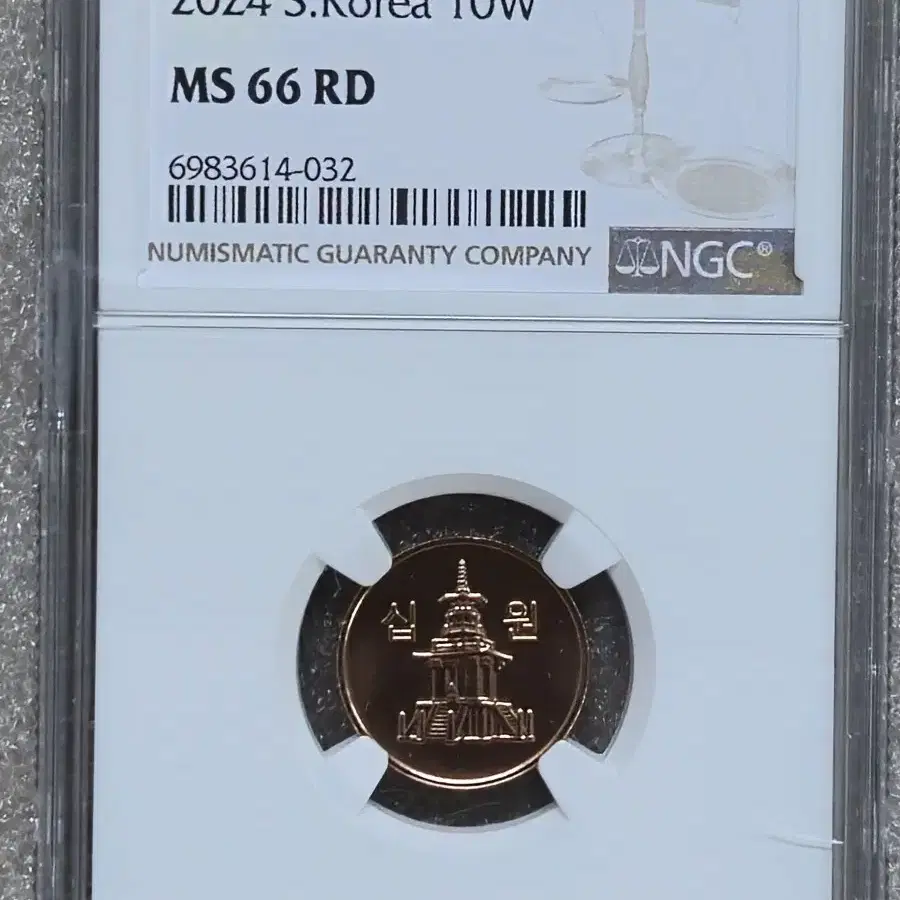 2024 S.Korea 10W
MS 66 RD
6983614-032
NUMISMATIC GUARANTY COMPANY
NGC®
십 원